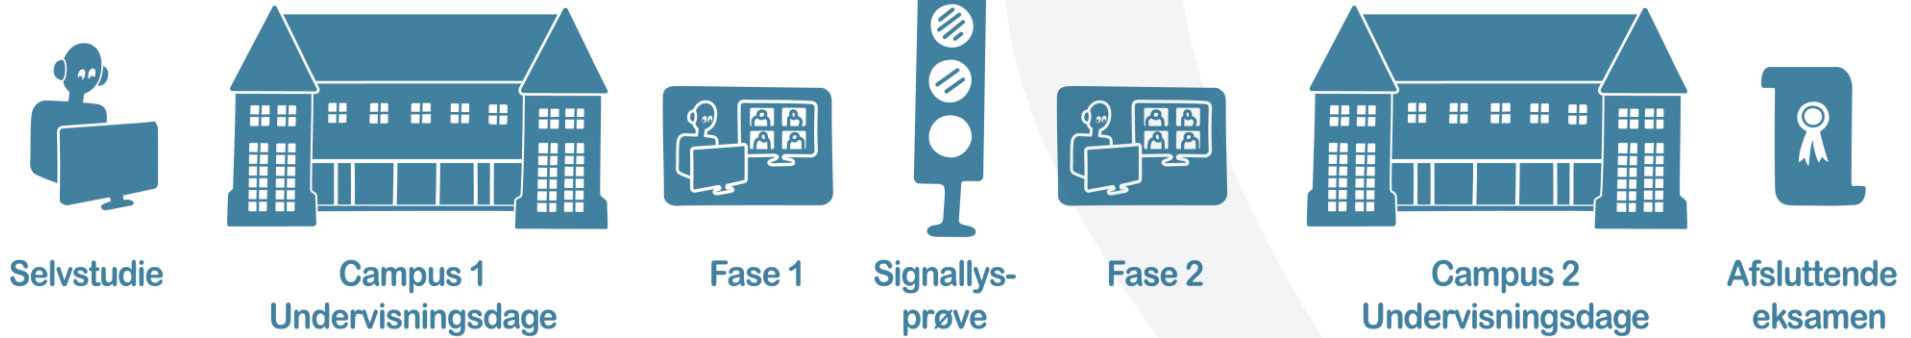 Selvstudie
Campus 1
Undervisningsdage
Fase 1
Signallys-
prøve
Fase 2
Campus 2
Undervisningsdage
Afsluttende
eksamen